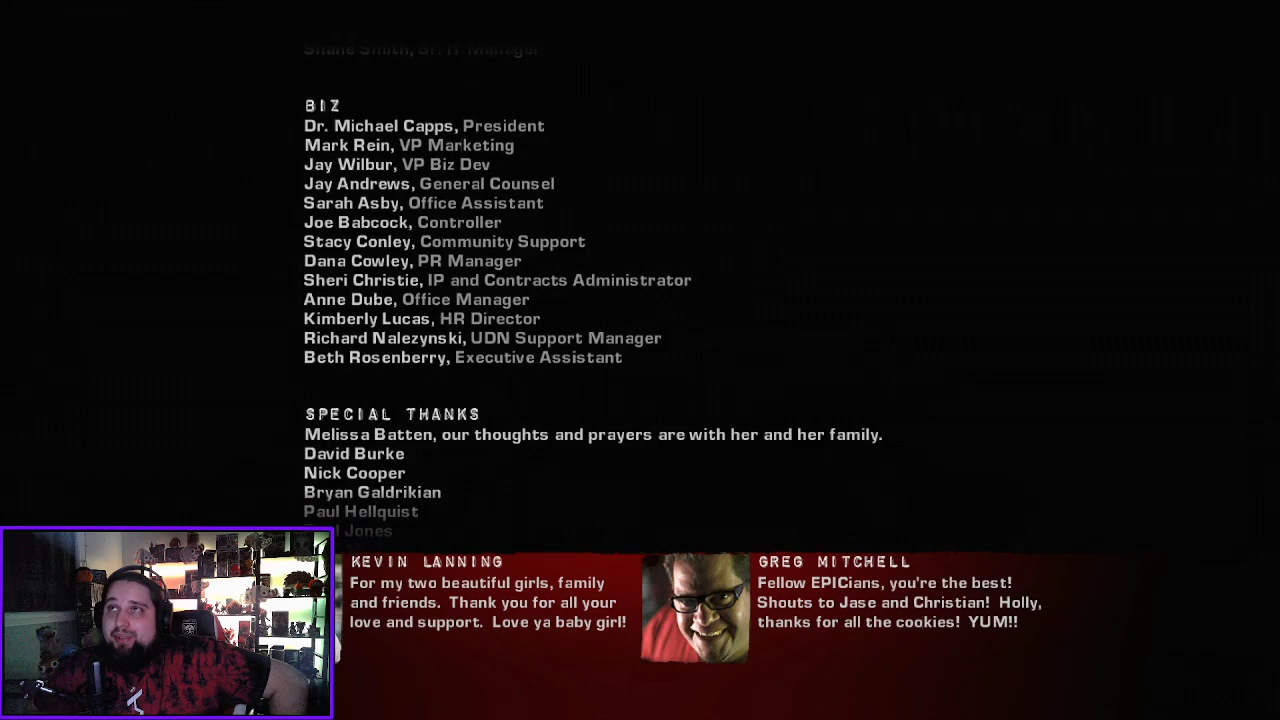 Shane Smith, Sr. IT Manager
BIZ
Dr. Michael Capps, President
Mark Rein, VP Marketing
Jay Wilbur, VP Biz Dev
Jay Andrews, General Counsel
Sarah Asby, Office Assistant
Joe Babcock, Controller
Stacy Conley, Community Support
Dana Cowley, PR Manager
Sheri Christie, IP and Contracts Administrator
Anne Dube, Office Manager
Kimberly Lucas, HR Director
Richard Nalezynski, UDN Support Manager
Beth Rosenberry, Executive Assistant
SPECIAL THANKS
Melissa Batten, our thoughts and prayers are with her and her family.
David Burke
Nick Cooper
Bryan Galdrikian
Paul Hellquist
Jones
KEVIN LANNING
For my two beautiful girls, family
and friends. Thank you for all your
love and support. Love ya baby girl!
GREG MITCHELL
Fellow EPICians, you're the best!
Shouts to Jase and Christian! Holly,
thanks for all the cookies! YUM!!